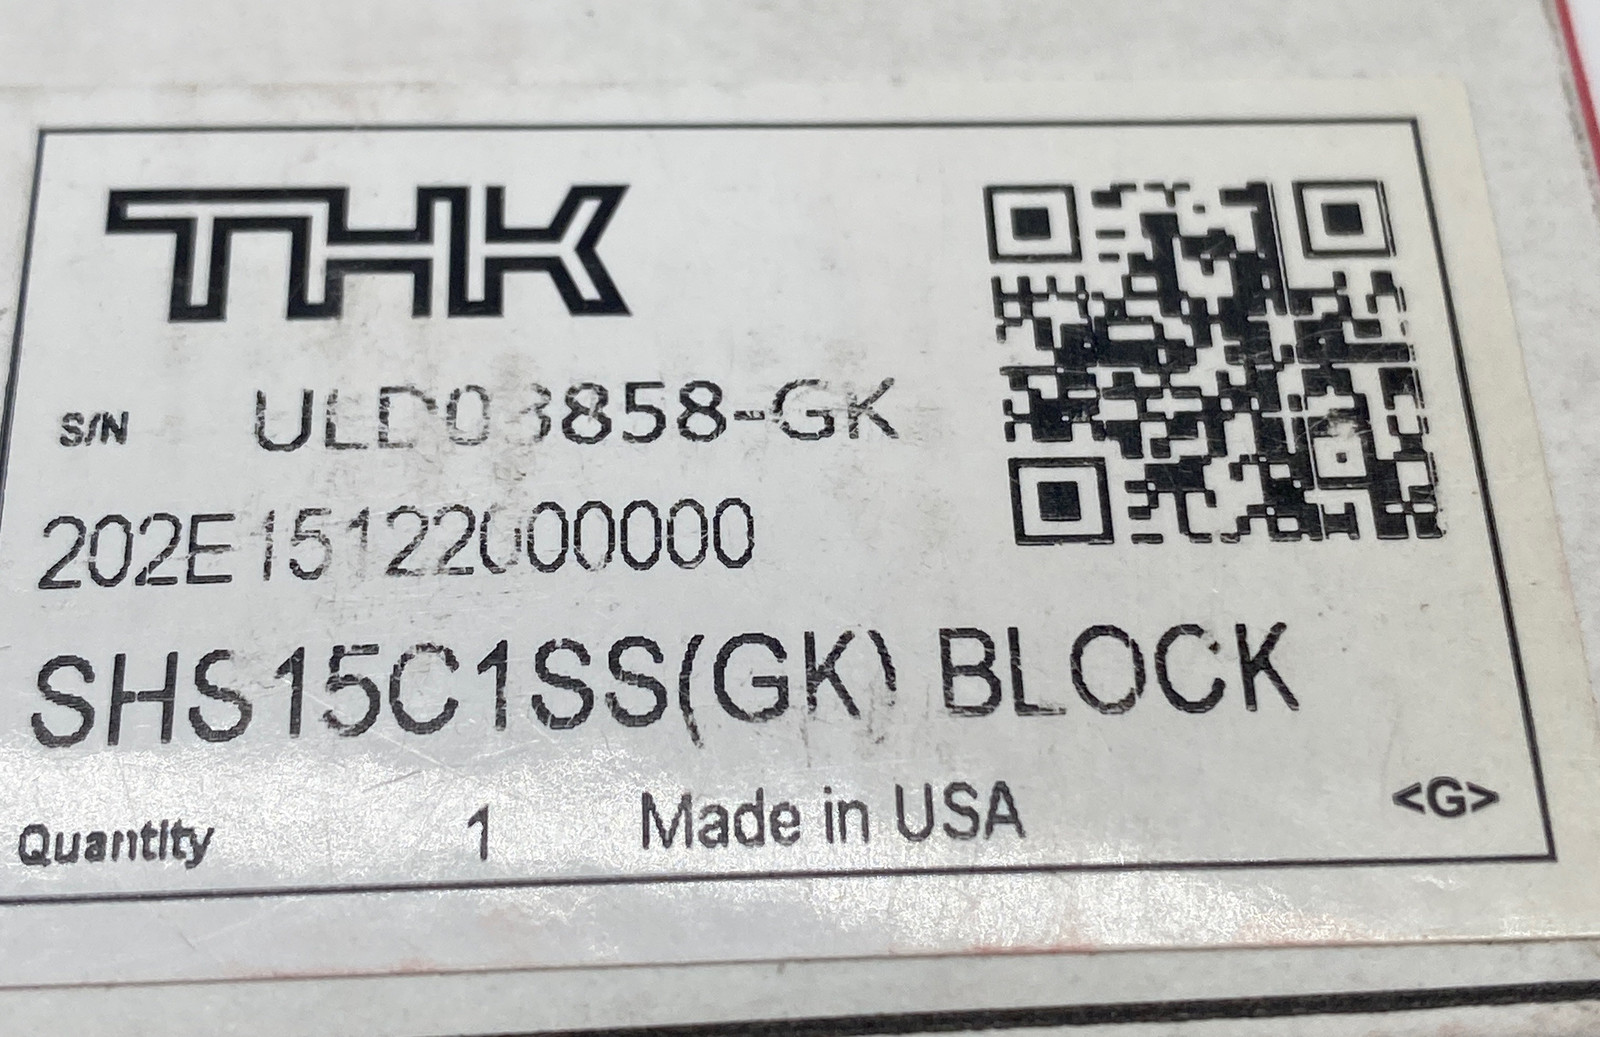 THK
S/N ULD03858-GK
202E15122000000
SHS15C1SS(GK) BLOCK
Quantity 1 Made in USA <G>